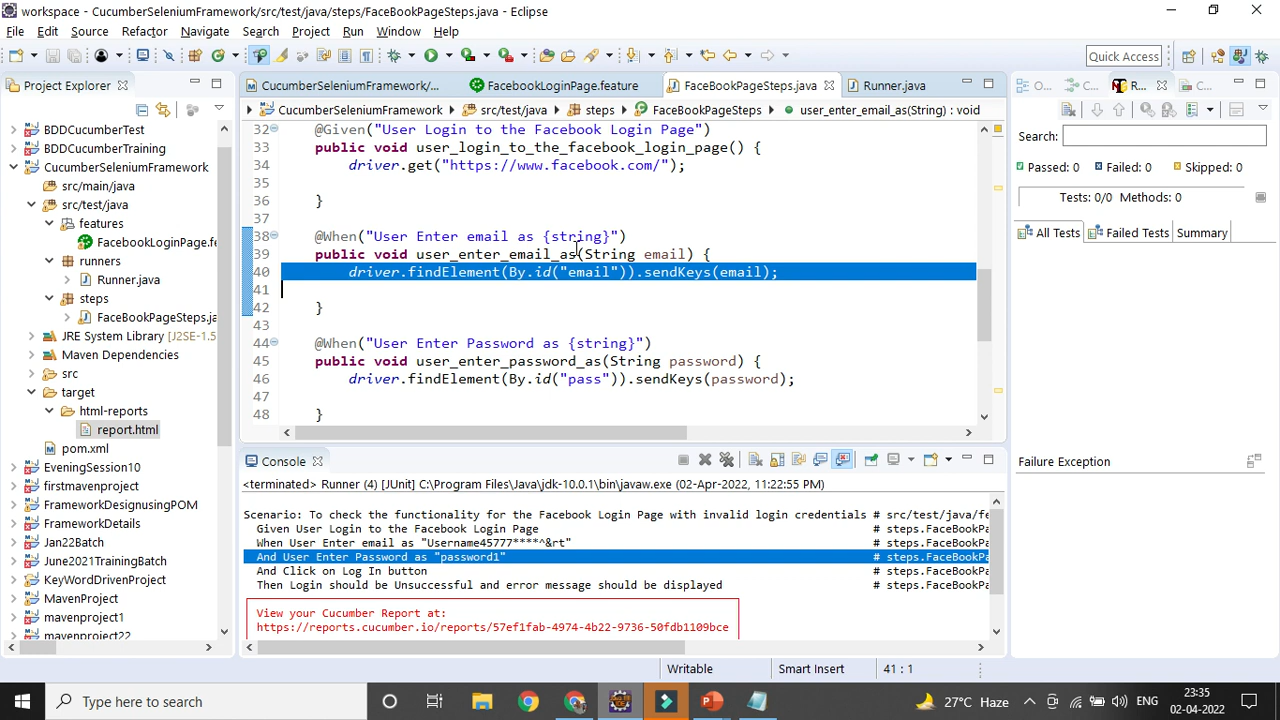 workspace - CucumberSeleniumFramework/src/test/java/steps/FaceBookPageSteps.java - Eclipse
File Edit Source Refactor Navigate Search Project Run Window Help
Quick Access
Project Explorer
CucumberSeleniumFramework/... FacebookLoginPage.feature FaceBookPageSteps.java Runner.java
O... C... R... C...
CucumberSeleniumFramework src/test/java steps FaceBookPageSteps user_enter_email_as(String) : void
BDDCucumberTest
BDDCucumberTraining
CucumberSeleniumFramework
src/main/java
src/test/java
features
FacebookLoginPage.fe
runners
Runner.java
steps
FaceBookPageSteps.ja
JRE System Library [J2SE-1.5
Maven Dependencies
src
target
html-reports
report.html
pom.xml
EveningSession10
firstmavenproject
FrameworkDesignusingPOM
FrameworkDetails
Jan22Batch
June2021TrainingBatch
KeyWordDrivenProject
MavenProject
mavenproject1
mavenproject22
32 @Given("User Login to the Facebook Login Page")
33 public void user_login_to_the_facebook_login_page() {
34 driver.get("https://www.facebook.com/");
35
36 }
37
38 @When("User Enter email as {string}")
39 public void user_enter_email_as(String email) {
40 driver.findElement(By.id("email")).sendKeys(email);
41
42 }
43
44 @When("User Enter Password as {string}")
45 public void user_enter_password_as(String password) {
46 driver.findElement(By.id("pass")).sendKeys(password);
47
48 }
Search:
Passed: 0 Failed: 0 Skipped: 0
Tests: 0/0 Methods: 0
All Tests Failed Tests Summary
Failure Exception
Console
<terminated> Runner (4) [JUnit] C:\Program Files\Java\jdk-10.0.1\bin\javaw.exe (02-Apr-2022, 11:22:55 PM)
Scenario: To check the functionality for the Facebook Login Page with invalid login credentials # src/test/java/fe
Given User Login to the Facebook Login Page # steps.FaceBookPa
When User Enter email as "Username45777****^&rt" # steps.FaceBookPa
And User Enter Password as "password1" # steps.FaceBookPa
And Click on Log In button # steps.FaceBookPa
Then Login should be Unsuccessful and error message should be displayed # steps.FaceBookPa
View your Cucumber Report at:
https://reports.cucumber.io/reports/57ef1fab-4974-4b22-9736-50fdb1109bce
Writable Smart Insert 41 : 1
Type here to search
27°C Haze
ENG
23:35
02-04-2022